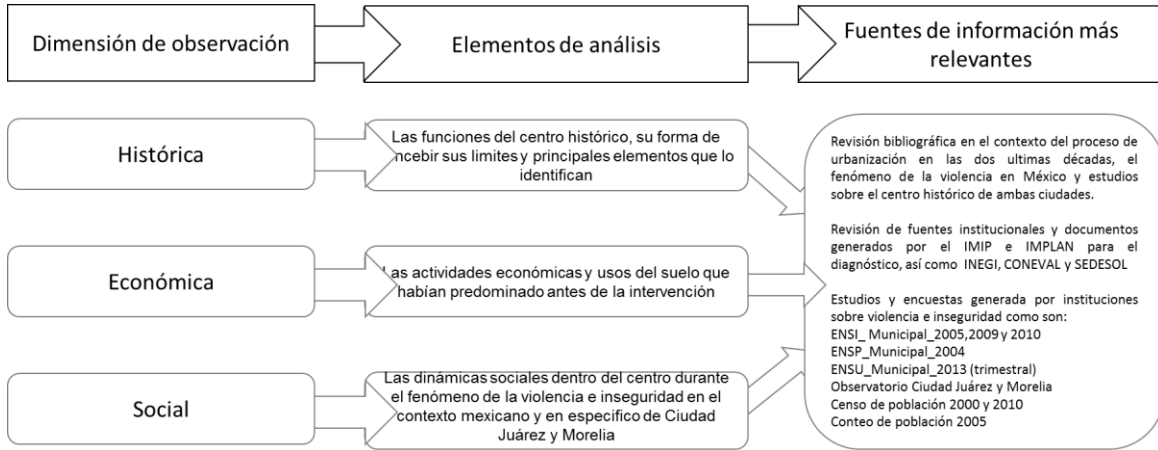 Dimensión de observación
Elementos de análisis
Fuentes de información más
relevantes
Histórica
Las funciones del centro histórico, su forma de
ncebir sus limites y principales elementos que lo
identifican
Económica
as actividades económicas y usos del suelo que
habían predominado antes de la intervención
Social
Las dinámicas sociales dentro del centro durante
el fenómeno de la violencia e inseguridad en el
contexto mexicano y en especifico de Ciudad
Juárez y Morelia
Revisión bibliográfica en el contexto del proceso de
urbanización en las dos ultimas décadas, el
fenómeno de la violencia en México y estudios
sobre el centro histórico de ambas ciudades.
Revisión de fuentes institucionales y documentos
generados por el IMIP e IMPLAN para el
diagnóstico, así como INEGI, CONEVAL y SEDESOL
Estudios y encuestas generada por instituciones
sobre violencia e inseguridad como son:
ENSI_ Municipal_2005,2009 y 2010
ENSP_Municipal_2004
ENSU_Municipal_2013 (trimestral)
Observatorio Ciudad Juárez y Morelia
Censo de población 2000 y 2010
Conteo de población 2005